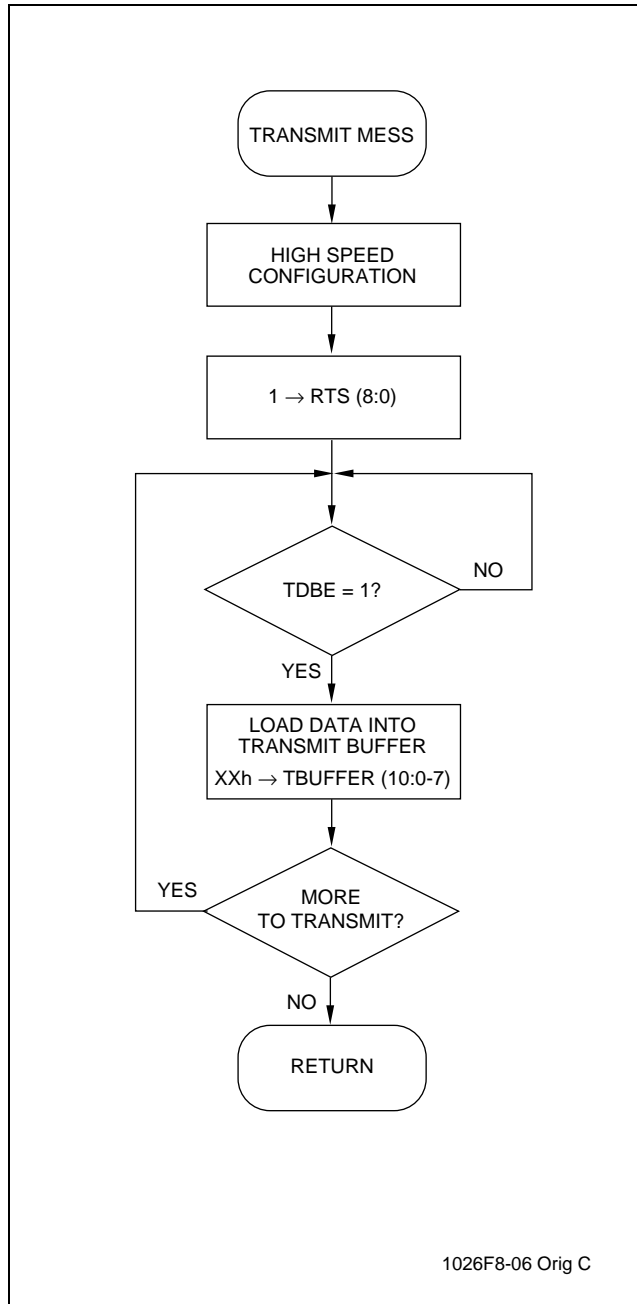 TRANSMIT MESS
HIGH SPEED
CONFIGURATION
1 → RTS (8:0)
TDBE = 1?
NO
YES
LOAD DATA INTO
TRANSMIT BUFFER
XXh → TBUFFER (10:0-7)
YES
MORE
TO TRANSMIT?
NO
RETURN
1026F8-06 Orig C